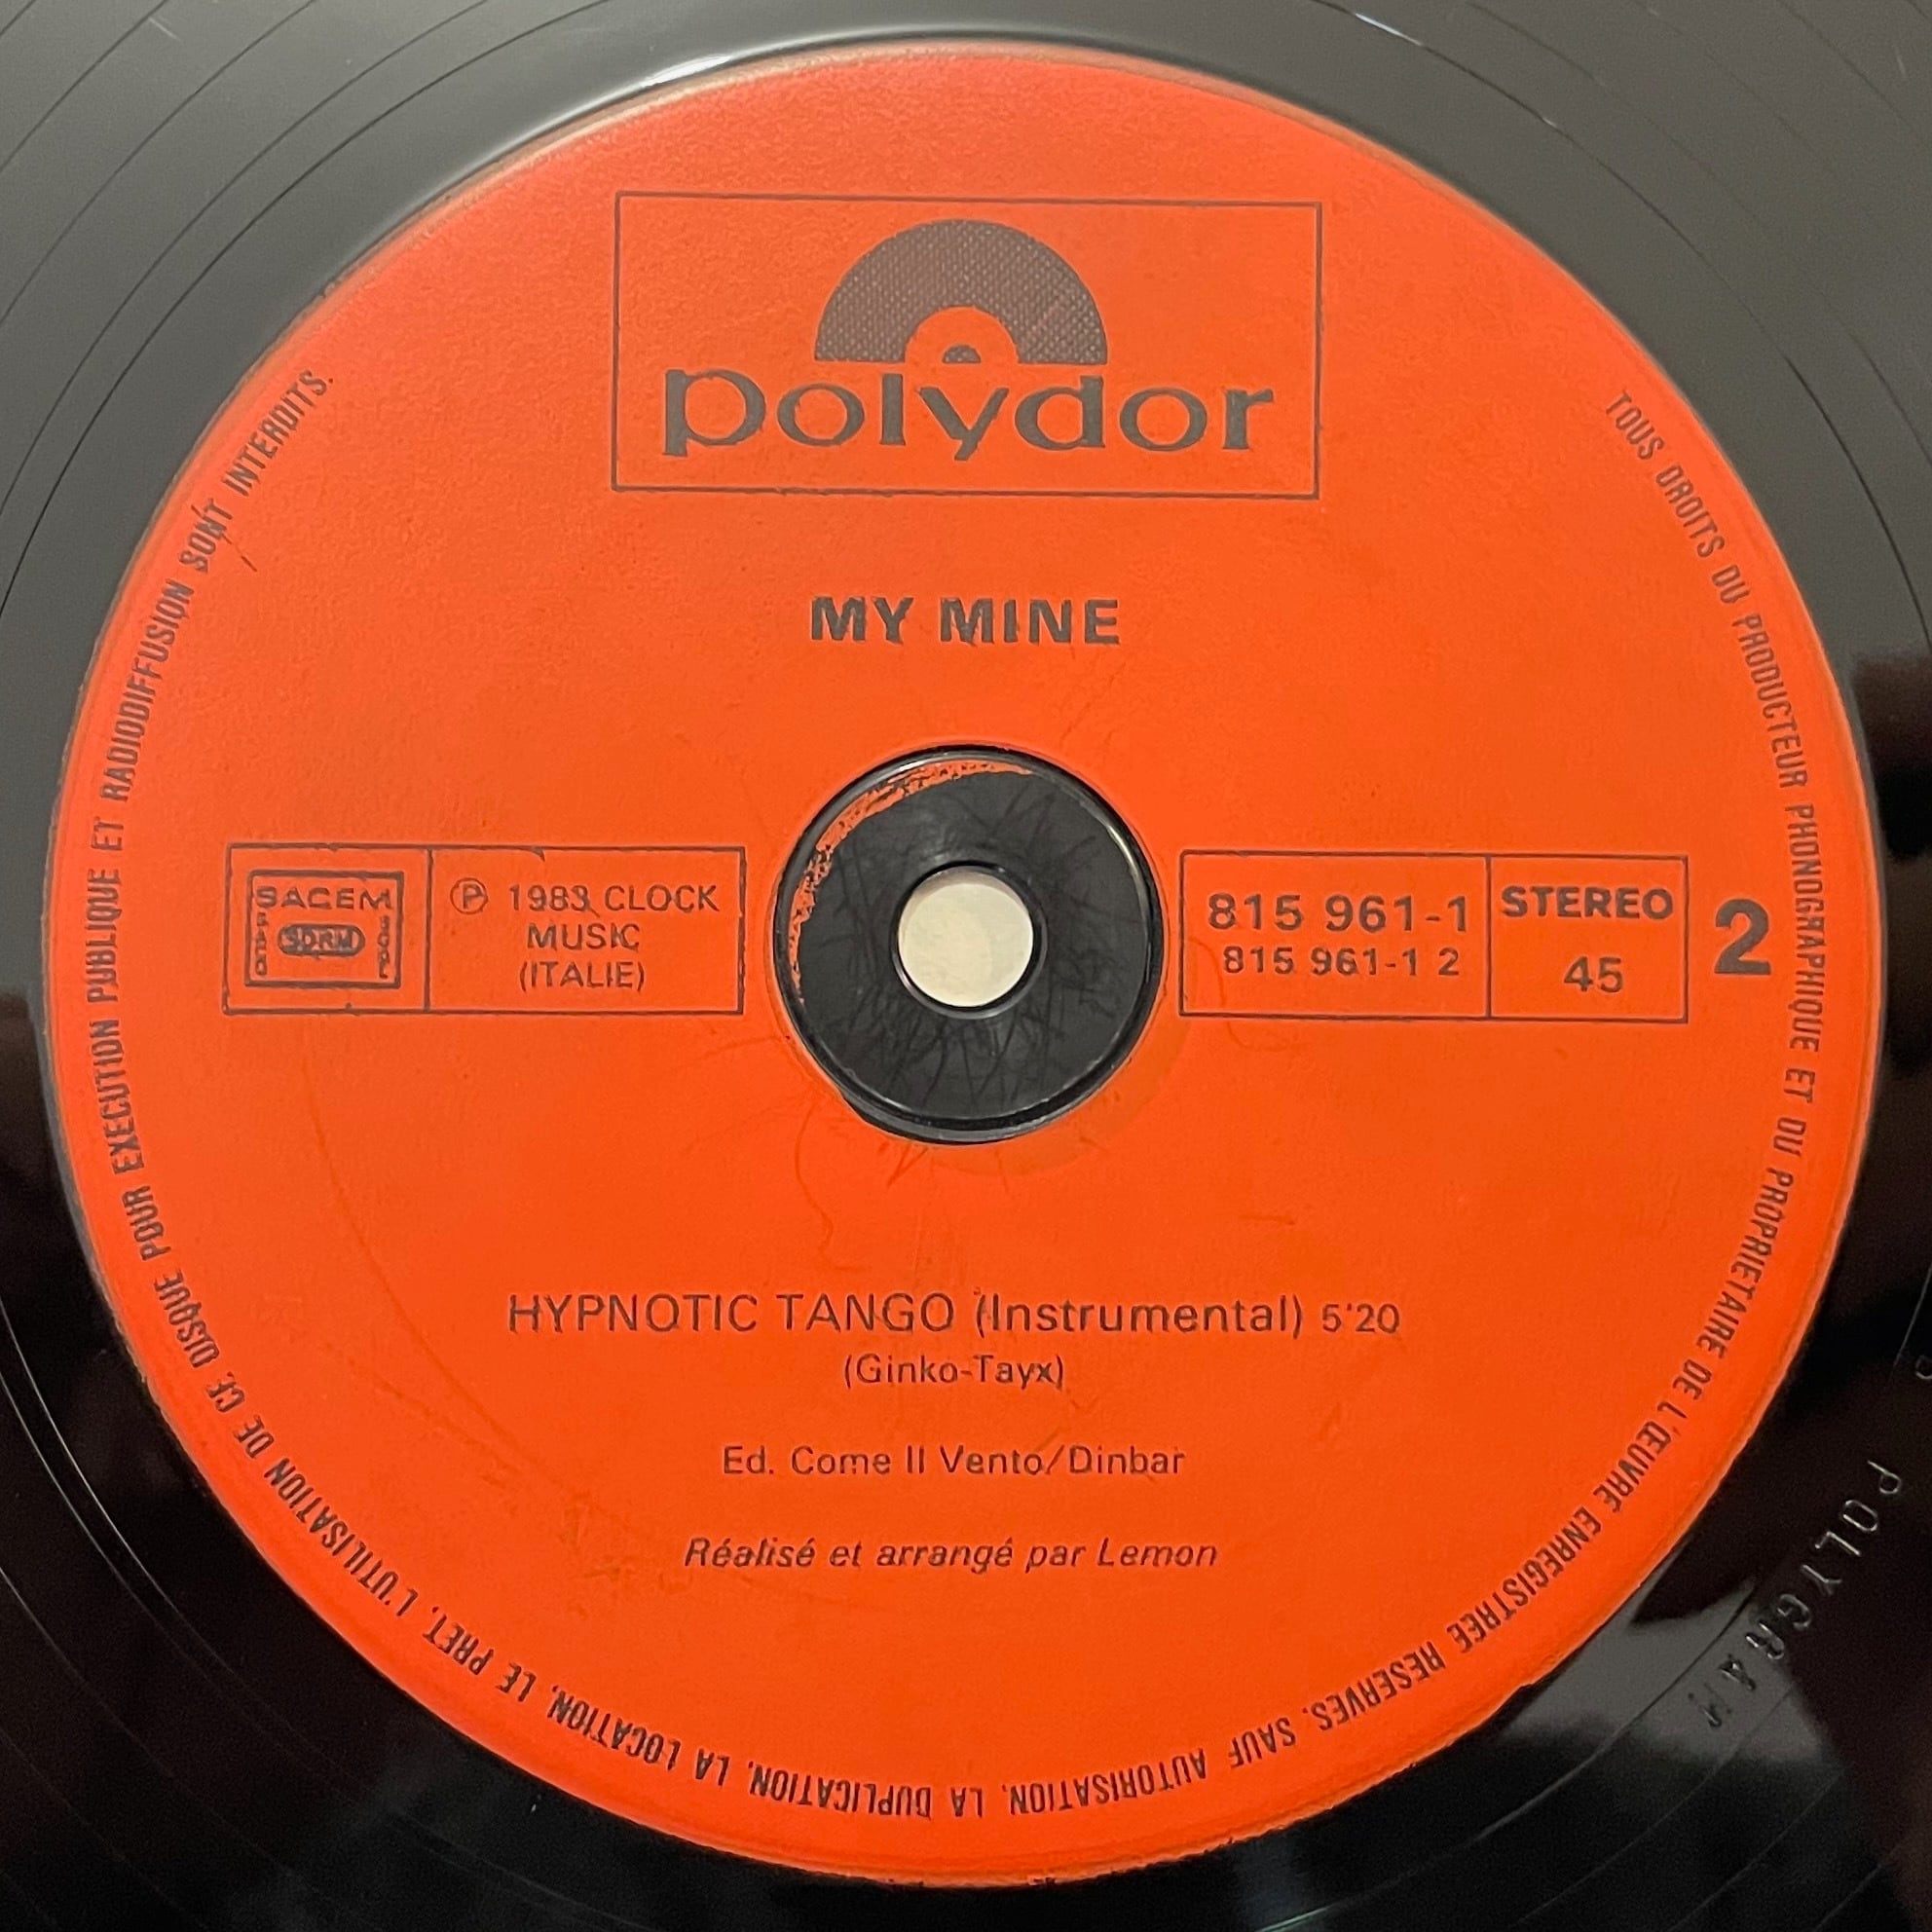 polydor
MY MINE
SACEM
SACD
SDRM
SGDL
Ⓟ 1983 CLOCK
MUSIC
(ITALIE)
815 961-1
815 961-1 2
STEREO
45
2
HYPNOTIC TANGO (Instrumental) 5'20
(Ginko-Tayx)
Ed. Come Il Vento/Dinbar
Réalisé et arrangé par Lemon
TOUS DROITS DU PRODUCTEUR PHONOGRAPHIQUE ET DU PROPRIETAIRE DE L'ŒUVRE ENREGISTREE RESERVES. SAUF AUTORISATION, LA DUPLICATION, LA LOCATION, LE PRET, L'UTILISATION DE CE DISQUE POUR EXECUTION PUBLIQUE ET RADIODIFFUSION SONT INTERDITS.
POLYGRAM